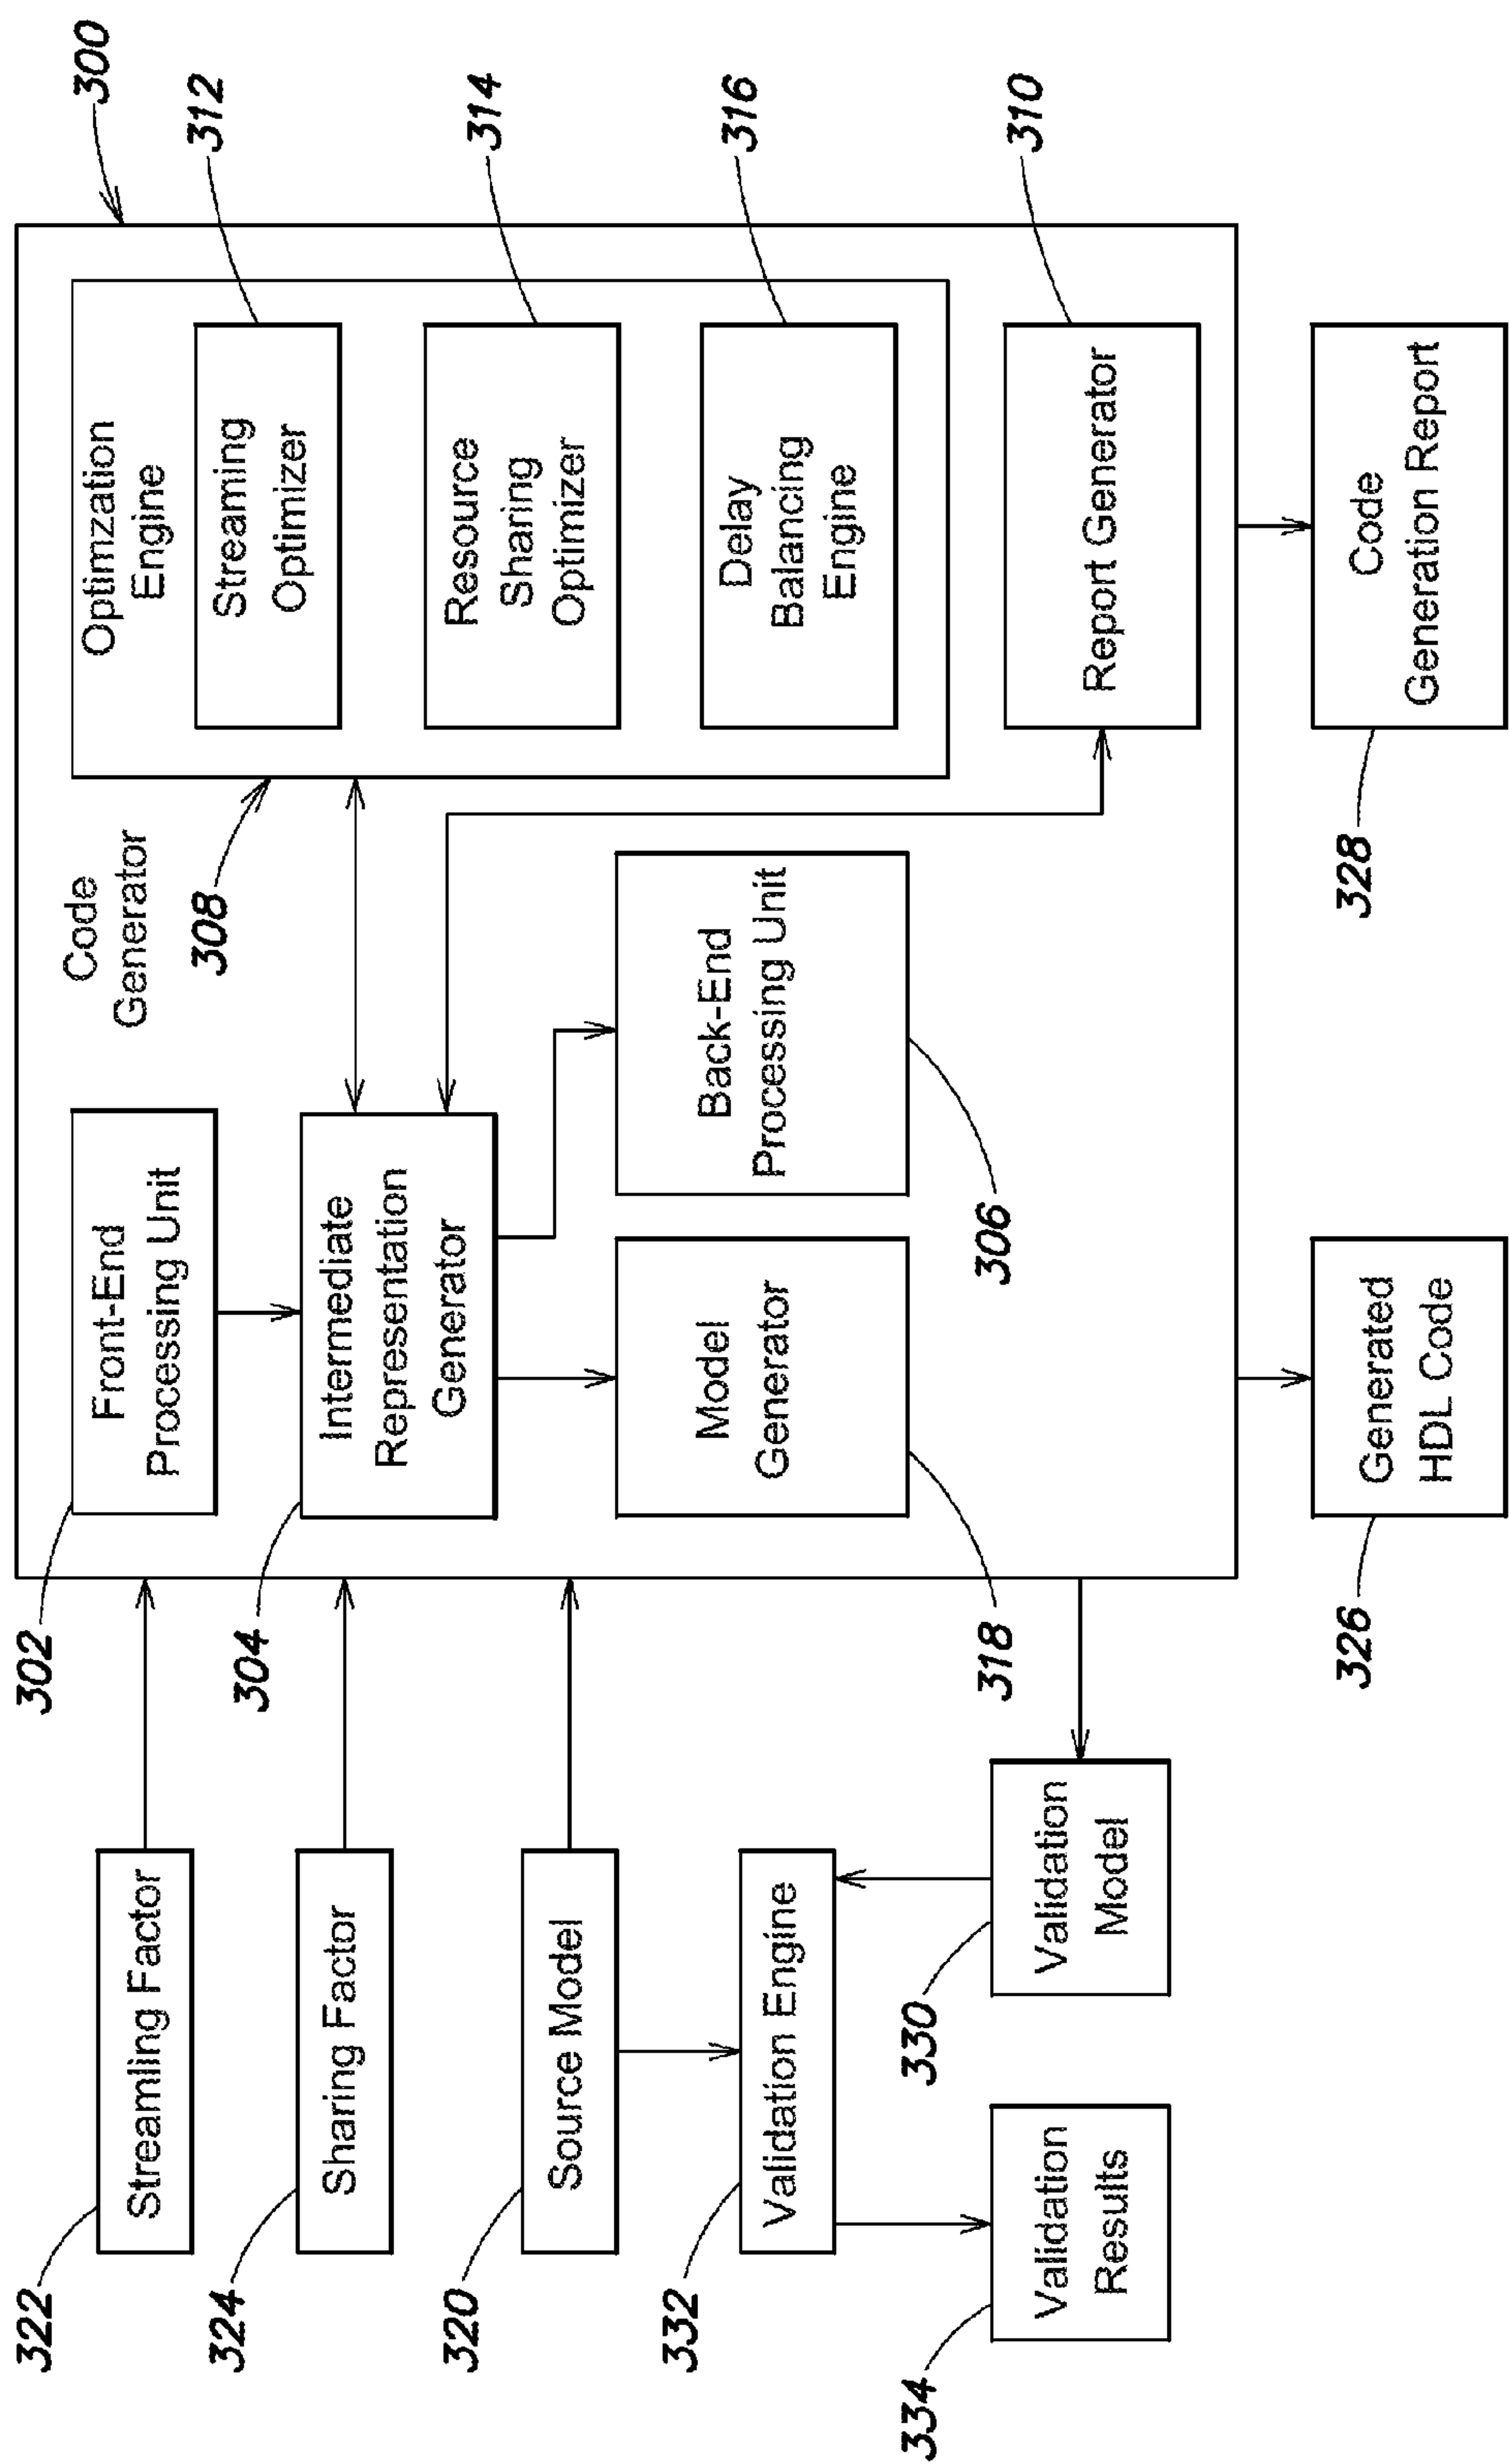 300
Code
Generator
302
Front-End
Processing Unit
308
Optimzation
Engine
312
Streaming
Optimizer
322
Streamling Factor
304
Intermediate
Representation
Generator
314
Resource
Sharing
Optimizer
324
Sharing Factor
320
Source Model
318
Model
Generator
306
Back-End
Processing Unit
316
Delay
Balancing
Engine
332
Validation Engine
310
Report Generator
334
Validation
Results
330
Validation
Model
326
Generated
HDL Code
328
Code
Generation Report